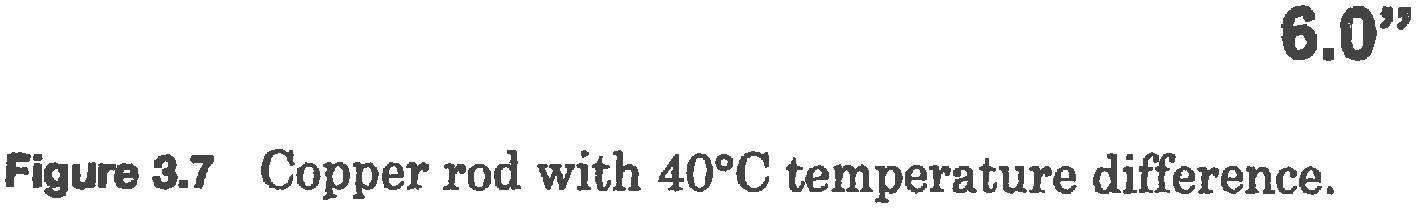 6.0”
Figure 3.7 Copper rod with 40°C temperature difference.